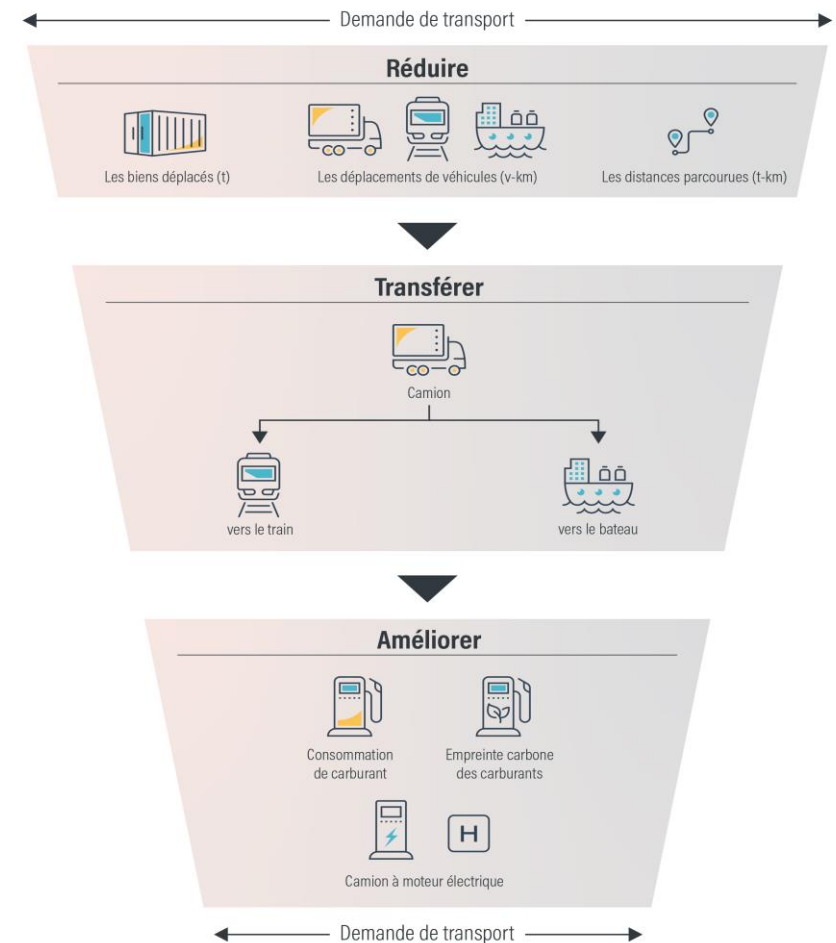 Demande de transport
Réduire
Les biens déplacés (t)
Les déplacements de véhicules (v-km)
Les distances parcourues (t-km)
Transférer
Camion
vers le train
vers le bateau
Améliorer
Consommation
de carburant
Empreinte carbone
des carburants
H
Camion à moteur électrique
Demande de transport